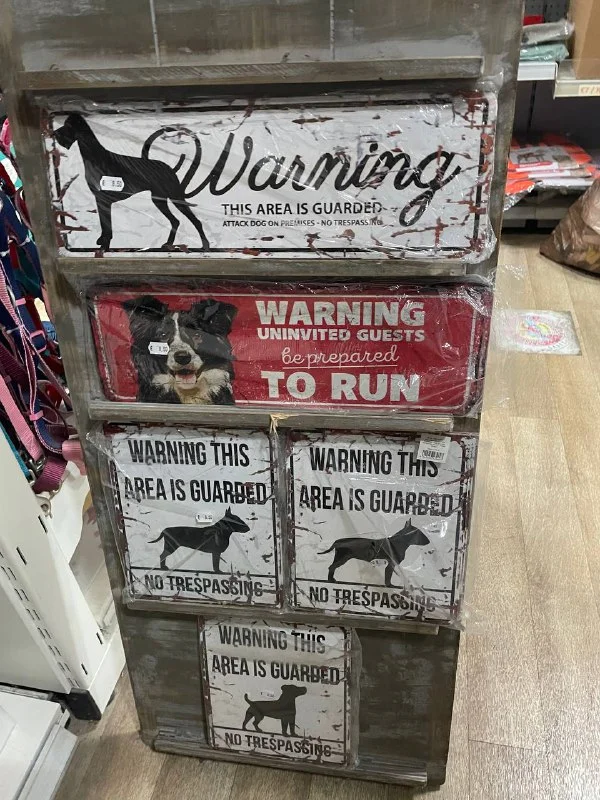 Warning
THIS AREA IS GUARDED
ATTACK DOG ON PREMISES - NO TRESPASSING
WARNING
UNINVITED GUESTS
be prepared
TO RUN
WARNING THIS
AREA IS GUARDED
NO TRESPASSING
WARNING THIS
AREA IS GUARDED
NO TRESPASSING
WARNING THIS
AREA IS GUARDED
NO TRESPASSING